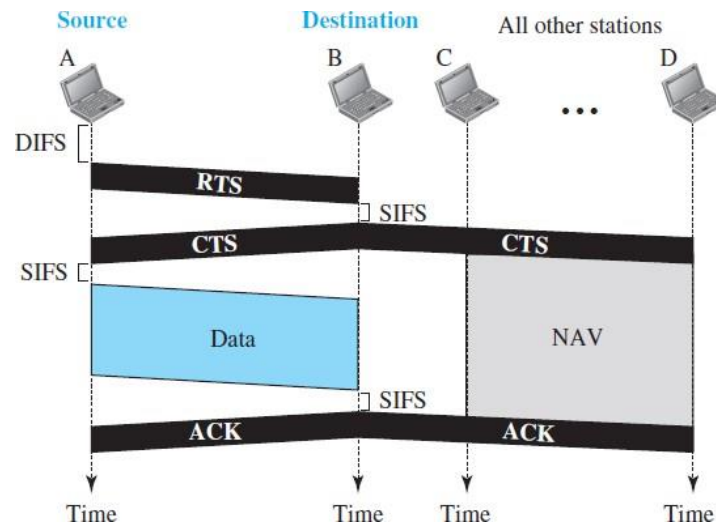 Source
Destination
All other stations
A
B
C
D
DIFS
RTS
SIFS
CTS
CTS
SIFS
Data
NAV
SIFS
ACK
ACK
Time
Time
Time
Time